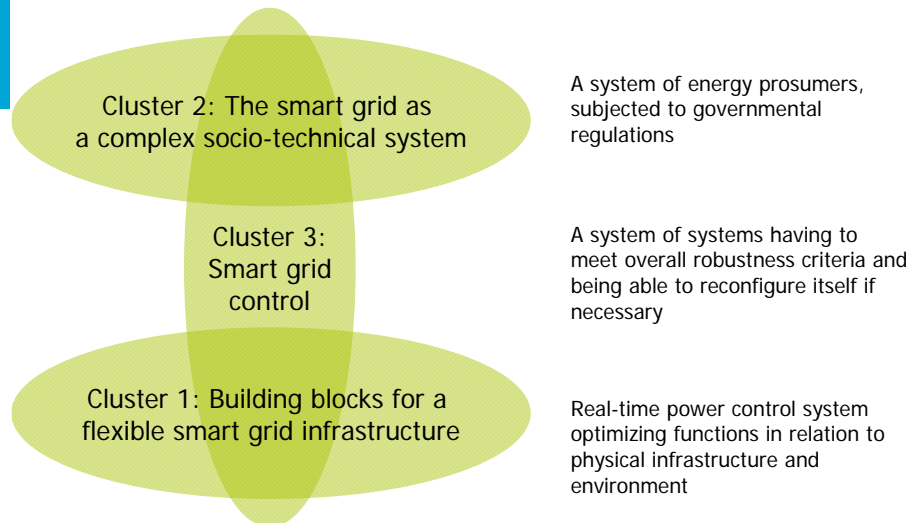 Cluster 2: The smart grid as
a complex socio-technical system
A system of energy prosumers,
subjected to governmental
regulations
Cluster 3:
Smart grid
control
A system of systems having to
meet overall robustness criteria and
being able to reconfigure itself if
necessary
Cluster 1: Building blocks for a
flexible smart grid infrastructure
Real-time power control system
optimizing functions in relation to
physical infrastructure and
environment